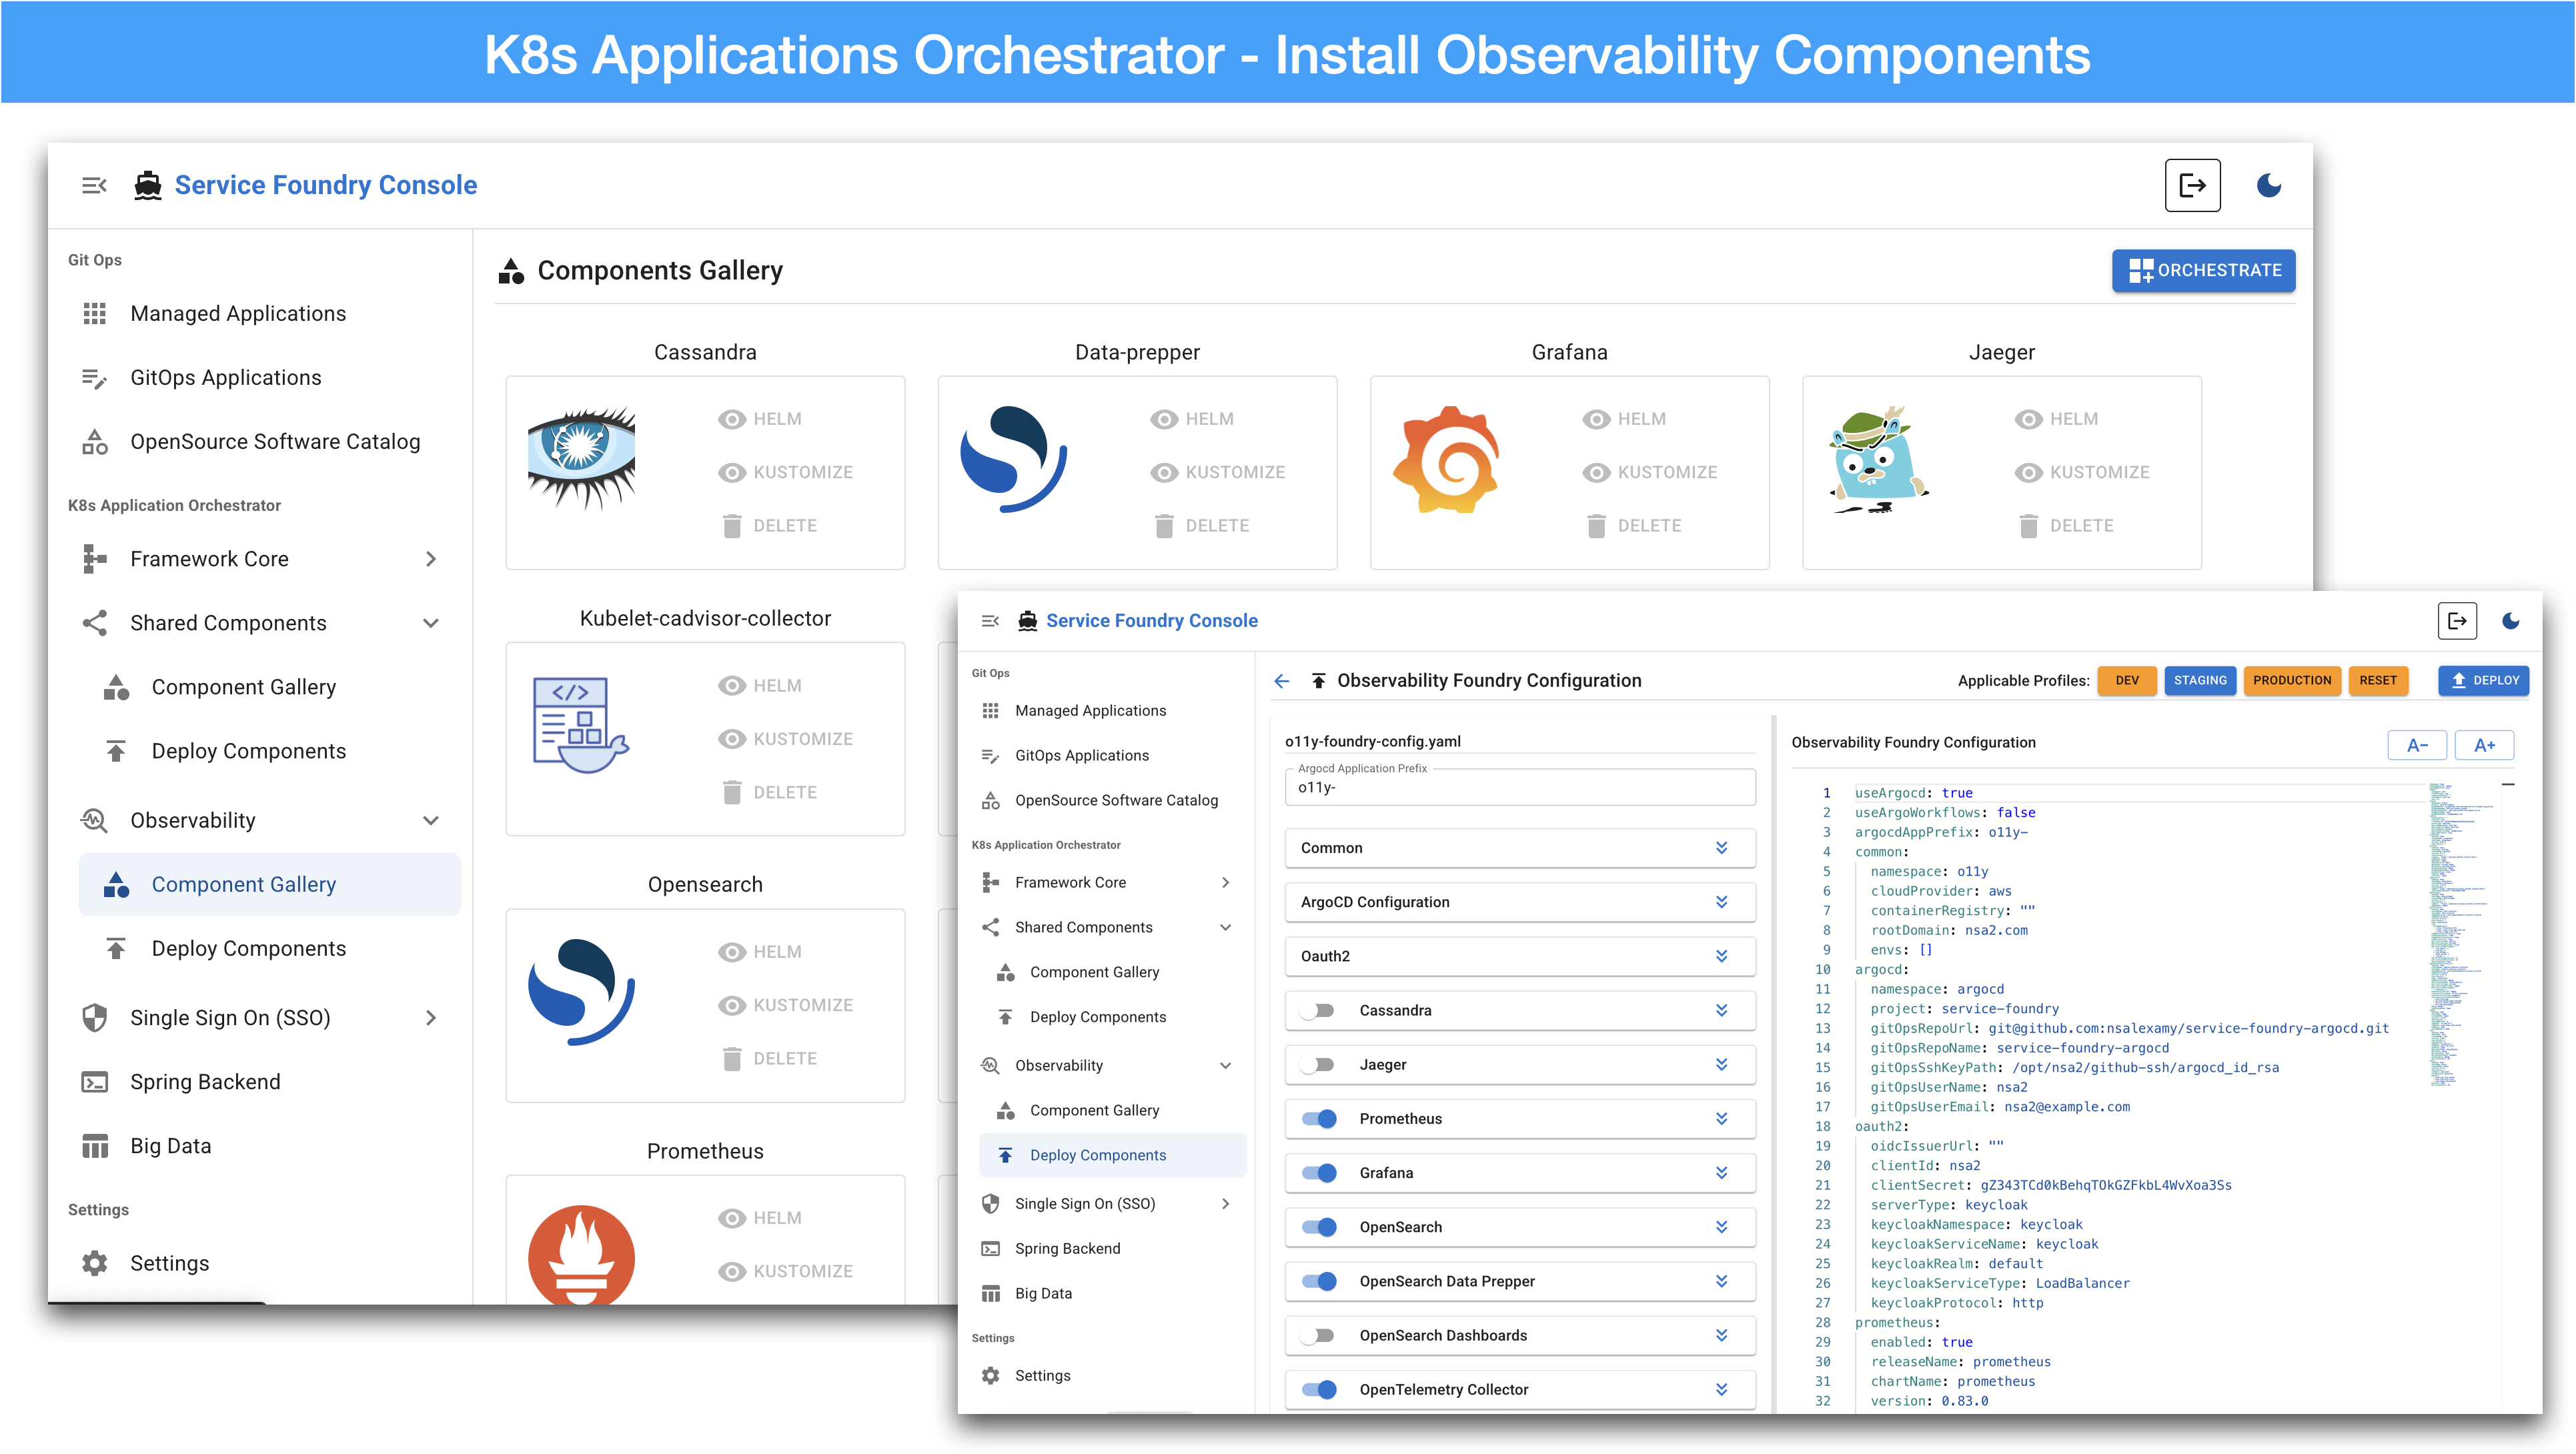 K8s Applications Orchestrator - Install Observability Components
Service Foundry Console
Git Ops
Managed Applications
GitOps Applications
OpenSource Software Catalog
K8s Application Orchestrator
Framework Core
Shared Components
Component Gallery
Deploy Components
Observability
Component Gallery
Deploy Components
Single Sign On (SSO)
Spring Backend
Big Data
Settings
Settings
Components Gallery
ORCHESTRATE
Cassandra
HELM
KUSTOMIZE
DELETE
Data-prepper
HELM
KUSTOMIZE
DELETE
Grafana
HELM
KUSTOMIZE
DELETE
Jaeger
HELM
KUSTOMIZE
DELETE
Kubelet-cadvisor-collector
</>
HELM
KUSTOMIZE
DELETE
Opensearch
HELM
KUSTOMIZE
DELETE
Prometheus
HELM
KUSTOMIZE
Service Foundry Console
Git Ops
Managed Applications
GitOps Applications
OpenSource Software Catalog
K8s Application Orchestrator
Framework Core
Shared Components
Component Gallery
Deploy Components
Observability
Component Gallery
Deploy Components
Single Sign On (SSO)
Spring Backend
Big Data
Settings
Settings
Observability Foundry Configuration
Applicable Profiles: DEV STAGING PRODUCTION RESET DEPLOY
o11y-foundry-config.yaml
Argocd Application Prefix
o11y-
Common
ArgoCD Configuration
Oauth2
Cassandra
Jaeger
Prometheus
Grafana
OpenSearch
OpenSearch Data Prepper
OpenSearch Dashboards
OpenTelemetry Collector
Observability Foundry Configuration
A- A+
1 useArgocd: true
2 useArgoWorkflows: false
3 argocdAppPrefix: o11y-
4 common:
5 namespace: o11y
6 cloudProvider: aws
7 containerRegistry: ""
8 rootDomain: nsa2.com
9 envs: []
10 argocd:
11 namespace: argocd
12 project: service-foundry
13 gitOpsRepoUrl: git@github.com:nsalexamy/service-foundry-argocd.git
14 gitOpsRepoName: service-foundry-argocd
15 gitOpsSshKeyPath: /opt/nsa2/github-ssh/argocd_id_rsa
16 gitOpsUserName: nsa2
17 gitOpsUserEmail: nsa2@example.com
18 oauth2:
19 oidcIssuerUrl: ""
20 clientId: nsa2
21 clientSecret: gZ343TCd0kBehqTOkGZFkbL4WvXoa3Ss
22 serverType: keycloak
23 keycloakNamespace: keycloak
24 keycloakServiceName: keycloak
25 keycloakRealm: default
26 keycloakServiceType: LoadBalancer
27 keycloakProtocol: http
28 prometheus:
29 enabled: true
30 releaseName: prometheus
31 chartName: prometheus
32 version: 0.83.0